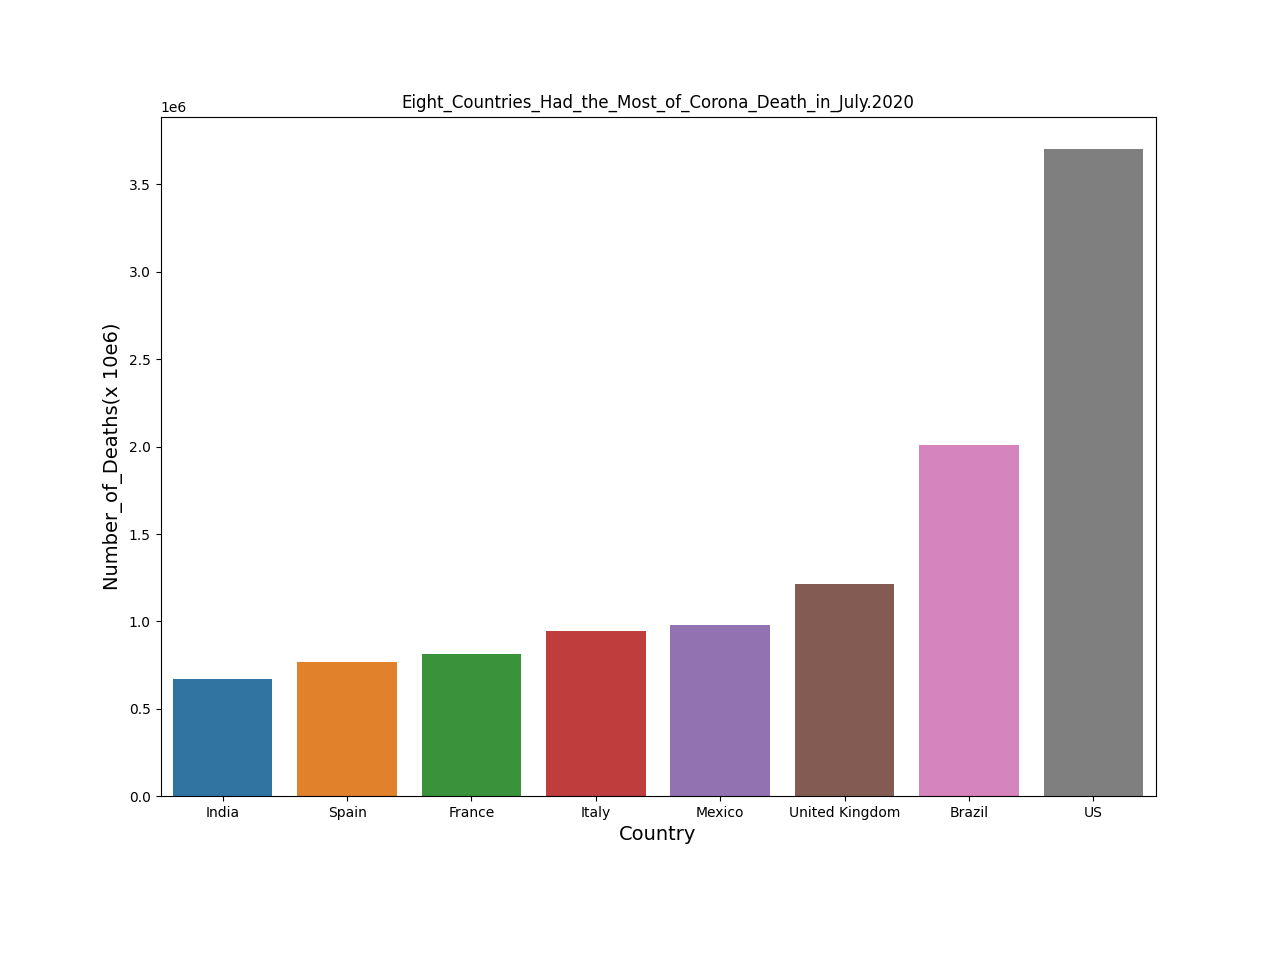 Eight_Countries_Had_the_Most_of_Corona_Death_in_July.2020
1e6
3.5
3.0
2.5
2.0
1.5
1.0
0.5
0.0
Number_of_Deaths(x 10e6)
India Spain France Italy Mexico United Kingdom Brazil US
Country